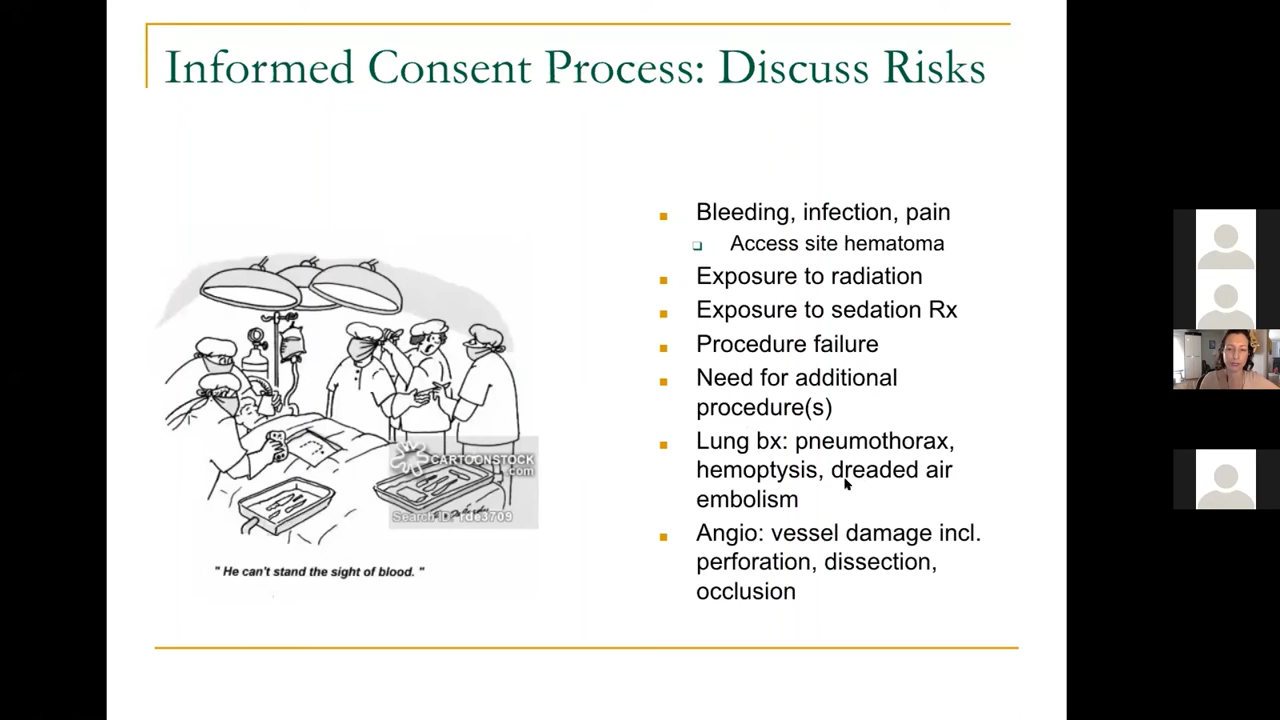 Informed Consent Process: Discuss Risks
Bleeding, infection, pain
Access site hematoma
Exposure to radiation
Exposure to sedation Rx
Procedure failure
Need for additional
procedure(s)
Lung bx: pneumothorax,
hemoptysis, dreaded air
embolism
Angio: vessel damage incl.
perforation, dissection,
occlusion
CARTOONSTOCK
.com
Search ID: rde3709
" He can't stand the sight of blood. "